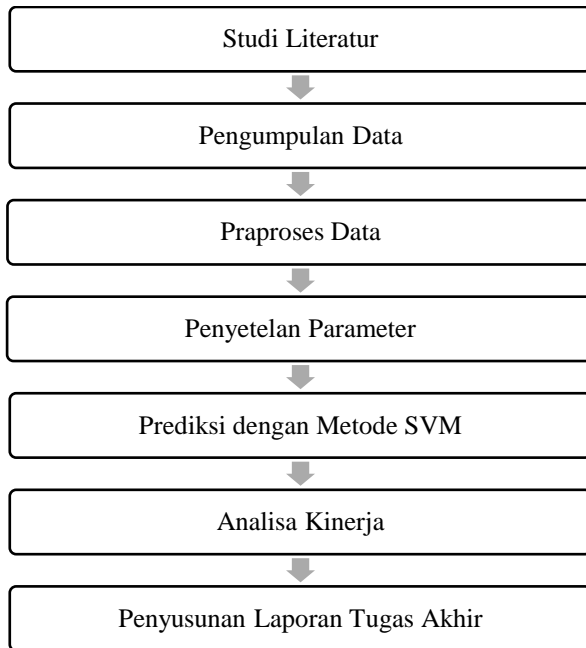 Studi Literatur
Pengumpulan Data
Praproses Data
Penyetelan Parameter
Prediksi dengan Metode SVM
Analisa Kinerja
Penyusunan Laporan Tugas Akhir